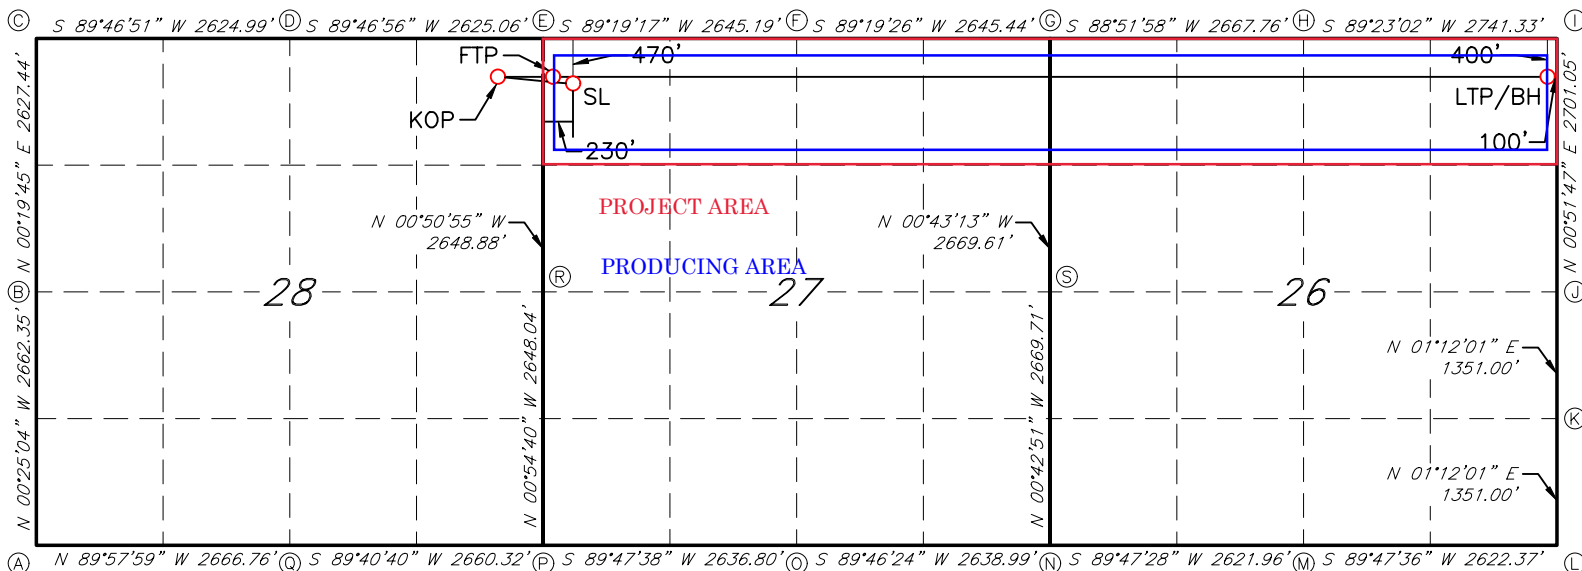 C S 89°46'51" W 2624.99' D S 89°46'56" W 2625.06' E S 89°19'17" W 2645.19' F S 89°19'26" W 2645.44' G S 88°51'58" W 2667.76' H S 89°23'02" W 2741.33' I
FTP 470' 400'
KOP SL LTP/BH
230' 100'
N 00°19'45" E 2627.44'
N 00°51'47" E 2701.05'
PROJECT AREA
N 00°50'55" W
2648.88'
N 00°43'13" W
2669.61'
PRODUCING AREA
B 28 R 27 S 26 J
N 00°25'04" W 2662.35'
N 00°54'40" W 2648.04'
N 00°42'51" W 2669.71'
N 01°12'01" E
1351.00'
K
N 01°12'01" E
1351.00'
A N 89°57'59" W 2666.76' Q S 89°40'40" W 2660.32' P S 89°47'38" W 2636.80' O S 89°46'24" W 2638.99' N S 89°47'28" W 2621.96' M S 89°47'36" W 2622.37' L